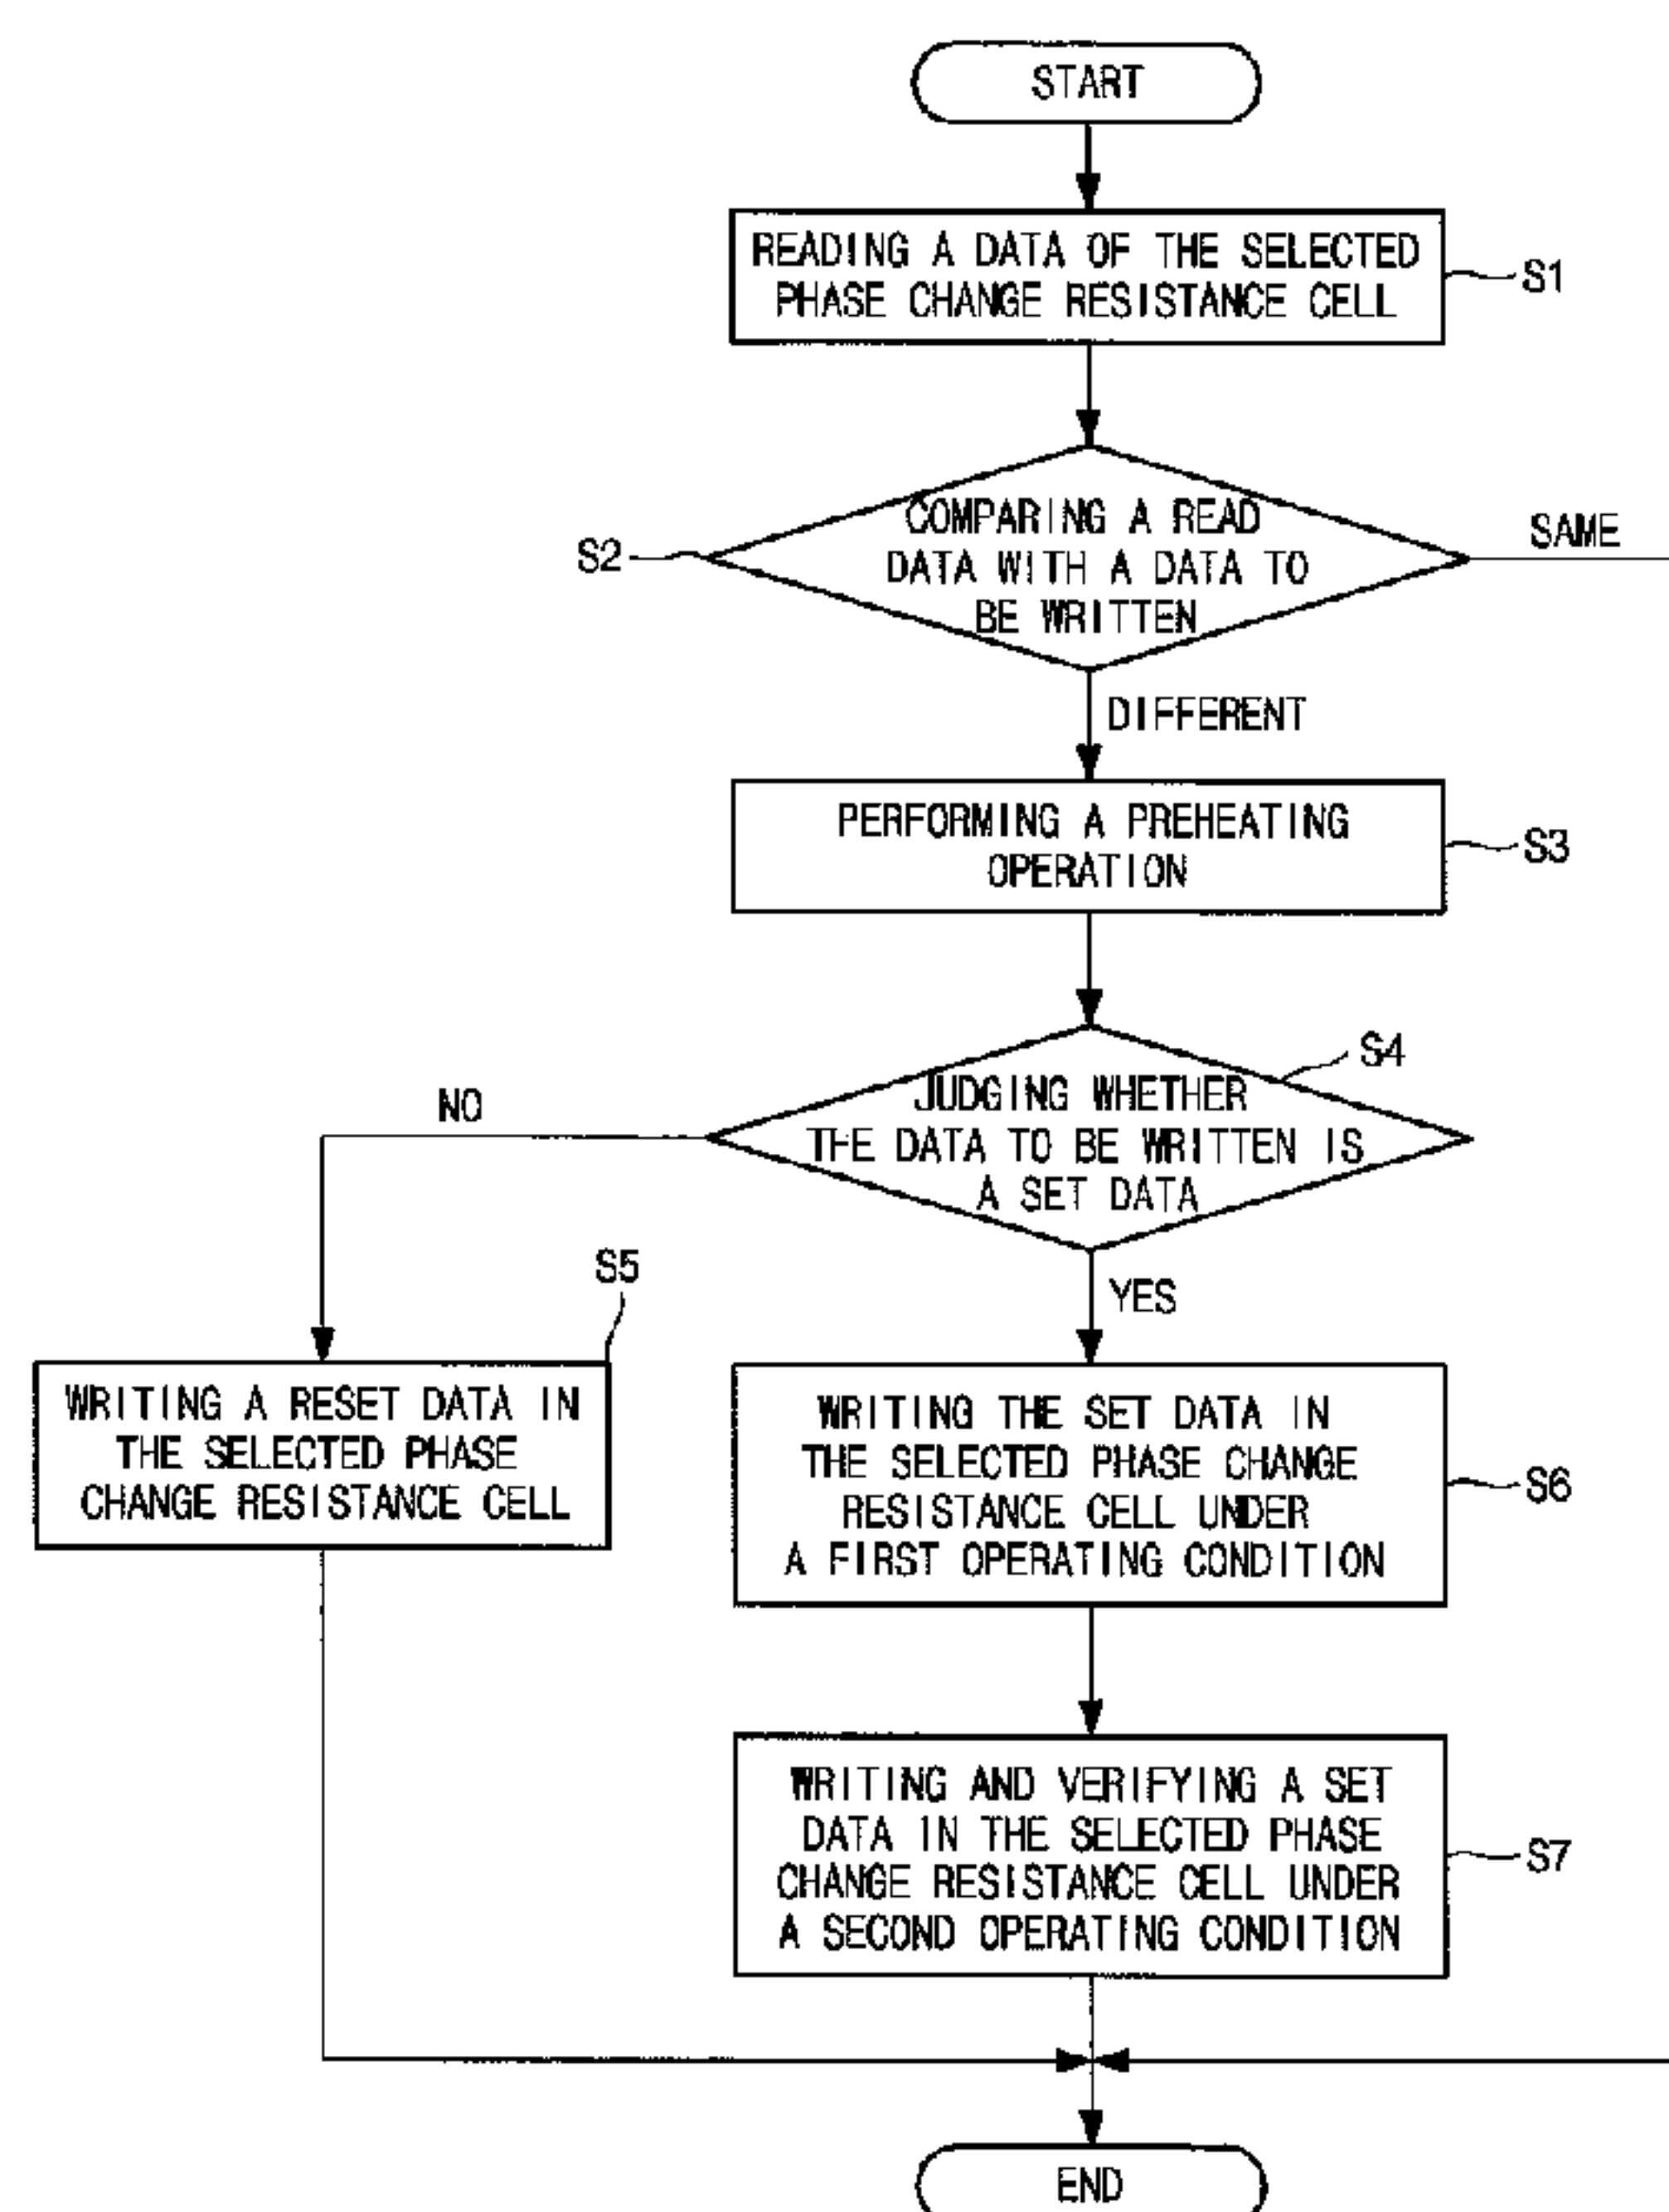 START
READING A DATA OF THE SELECTED
PHASE CHANGE RESISTANCE CELL
S1
COMPARING A READ
DATA WITH A DATA TO
BE WRITTEN
S2
SAME
DIFFERENT
PERFORMING A PREHEATING
OPERATION
S3
JUDGING WHETHER
THE DATA TO BE WRITTEN IS
A SET DATA
S4
NO
YES
S5
WRITING A RESET DATA IN
THE SELECTED PHASE
CHANGE RESISTANCE CELL
WRITING THE SET DATA IN
THE SELECTED PHASE CHANGE
RESISTANCE CELL UNDER
A FIRST OPERATING CONDITION
S6
WRITING AND VERIFYING A SET
DATA IN THE SELECTED PHASE
CHANGE RESISTANCE CELL UNDER
A SECOND OPERATING CONDITION
S7
END